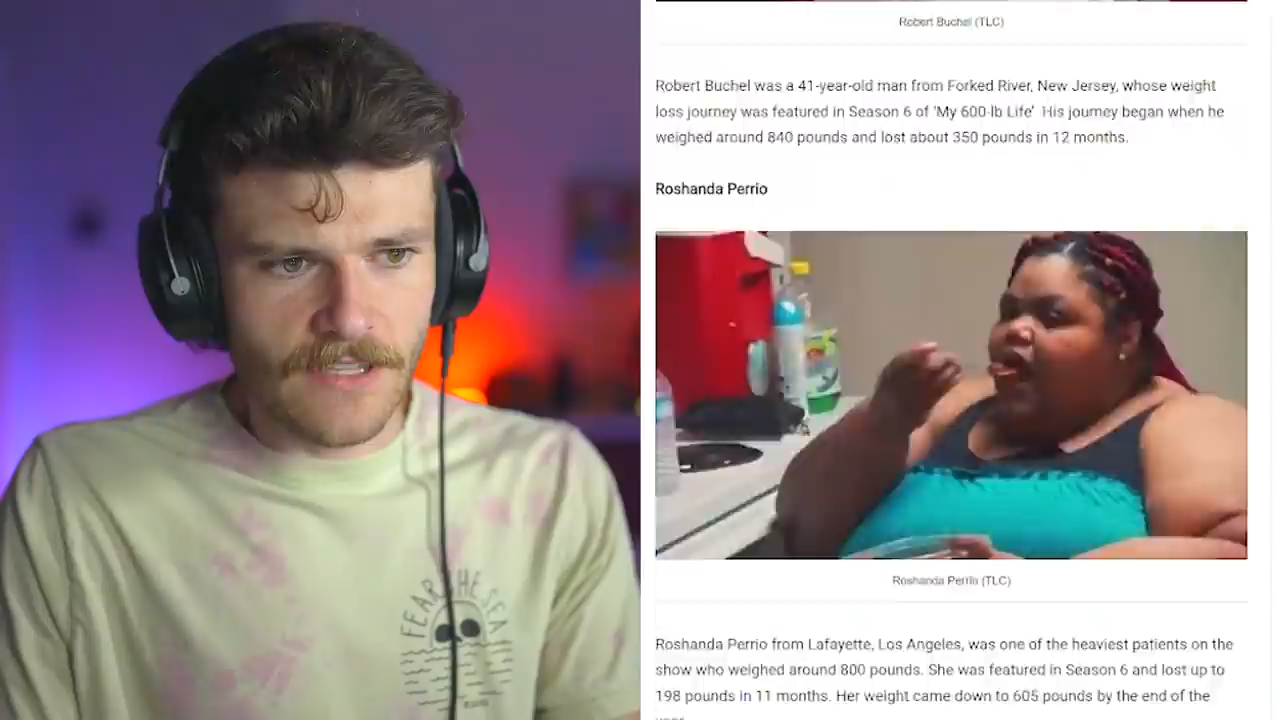 Robert Buchel (TLC)
Robert Buchel was a 41-year-old man from Forked River, New Jersey, whose weight
loss journey was featured in Season 6 of 'My 600-lb Life' His journey began when he
weighed around 840 pounds and lost about 350 pounds in 12 months.
Roshanda Perrio
Roshanda Perrio (TLC)
Roshanda Perrio from Lafayette, Los Angeles, was one of the heaviest patients on the
show who weighed around 800 pounds. She was featured in Season 6 and lost up to
198 pounds in 11 months. Her weight came down to 605 pounds by the end of the
FEAR THE SEA